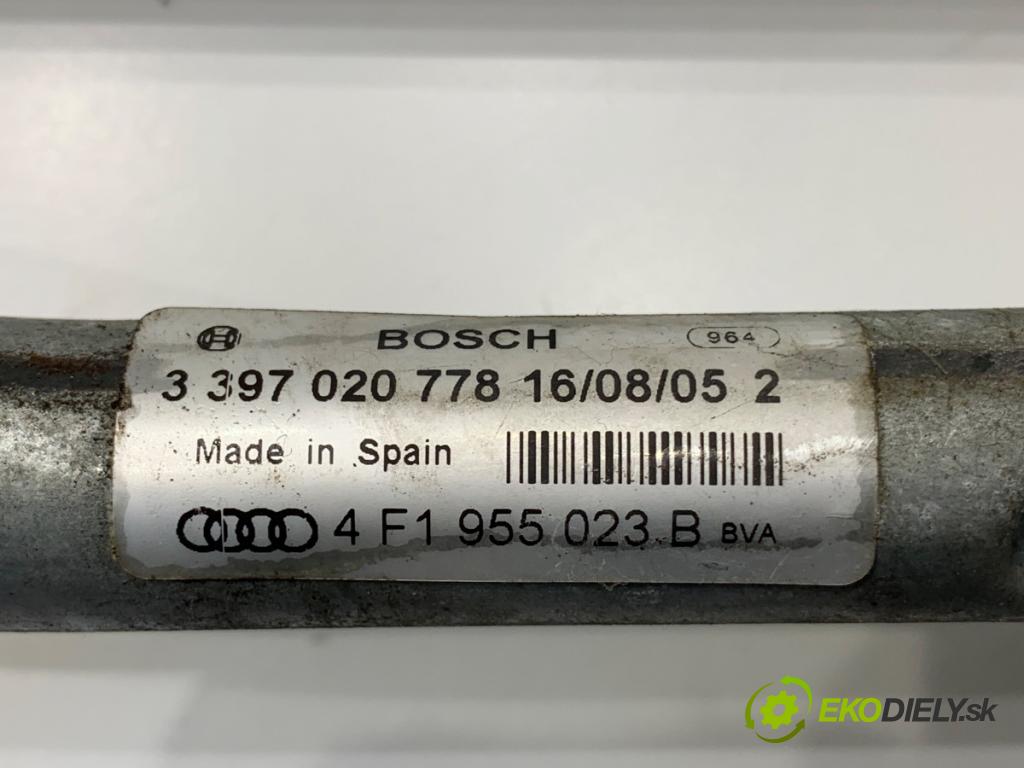 BOSCH 964
3 397 020 778 16/08/05 2
Made in Spain
4 F1 955 023 B BVA
EKODIELY.sk